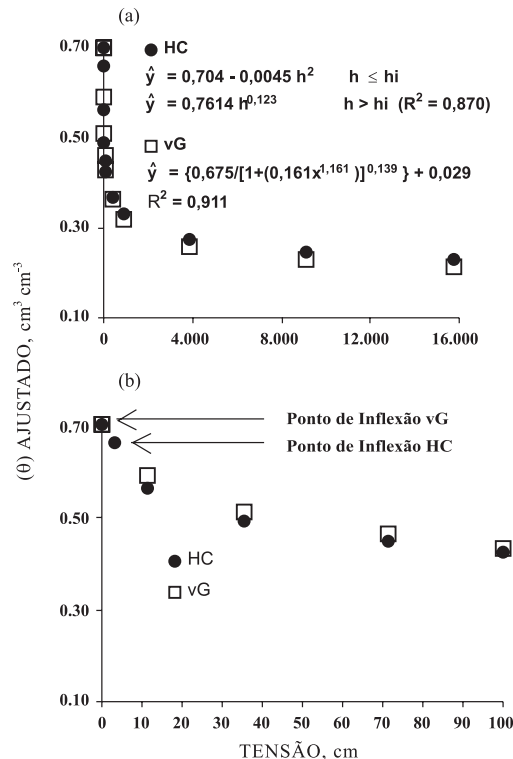 (a)
0.70
HC
ŷ = 0,704 - 0,0045 h² h ≤ hi
ŷ = 0,7614 h^0,123 h > hi (R² = 0,870)
0.50
vG
ŷ = {0,675/[1+(0,161x^1,161)]^0,139 } + 0,029
R² = 0,911
0.30
0.10
0 4.000 8.000 12.000 16.000
(θ) AJUSTADO, cm³ cm⁻³
(b)
0.70
Ponto de Inflexão vG
Ponto de Inflexão HC
0.50
HC
vG
0.30
0.10
0 10 20 30 40 50 60 70 80 90 100
TENSÃO, cm